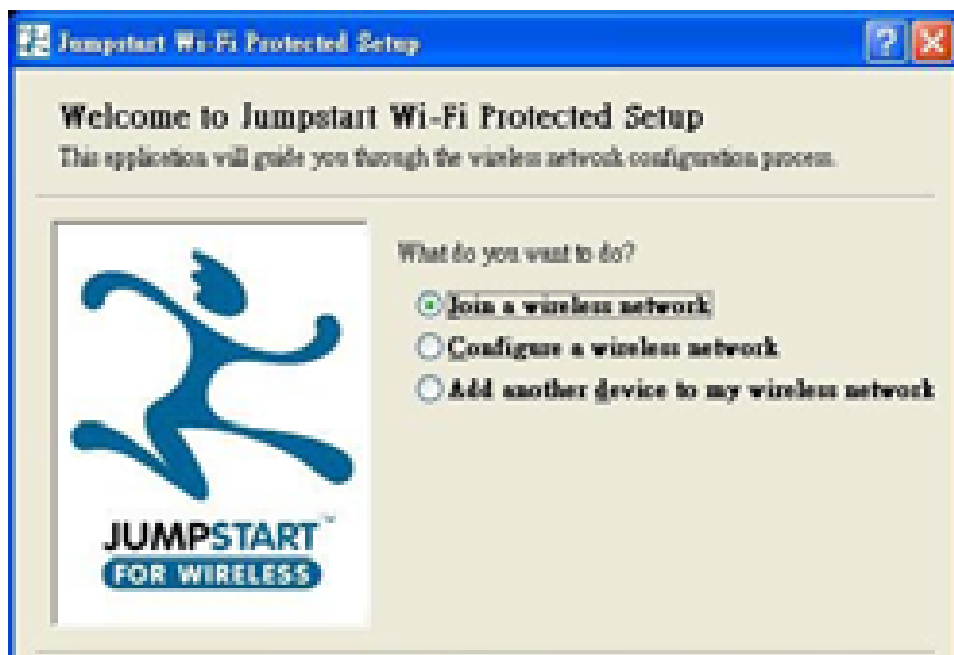 Jumpstart Wi-Fi Protected Setup
Welcome to Jumpstart Wi-Fi Protected Setup
This application will guide you through the wireless network configuration process.
What do you want to do?
Join a wireless network
Configure a wireless network
Add another device to my wireless network
JUMPSTART™
FOR WIRELESS